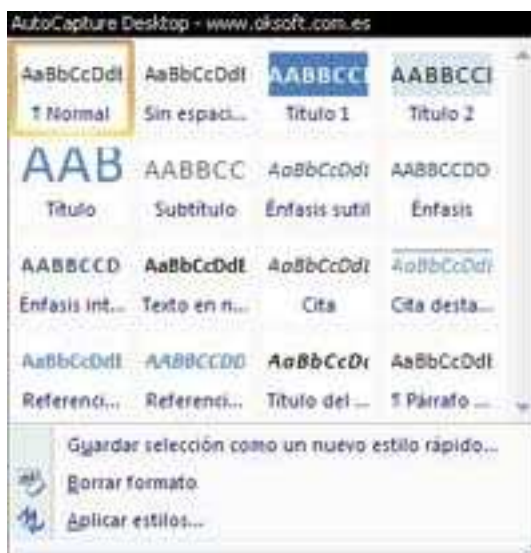 AutoCapture Desktop - www.oksoft.com.es
AaBbCcDdI AaBbCcDdI AABBCCI AABBCCI
¶ Normal Sin espaci... Título 1 Título 2
AAB AABBCC AaBbCcDdI AABBCCDD
Título Subtítulo Énfasis sutil Énfasis
AABBCCD AaBbCcDdI AaBbCcDdI AaBbCcDdI
Énfasis int... Texto en n... Cita Cita desta...
AaBbCcDdI AABBCCDD AaBbCcDc AaBbCcDdI
Referenci... Referenci... Título del ... ¶ Párrafo ...
Guardar selección como un nuevo estilo rápido...
Borrar formato
Aplicar estilos...